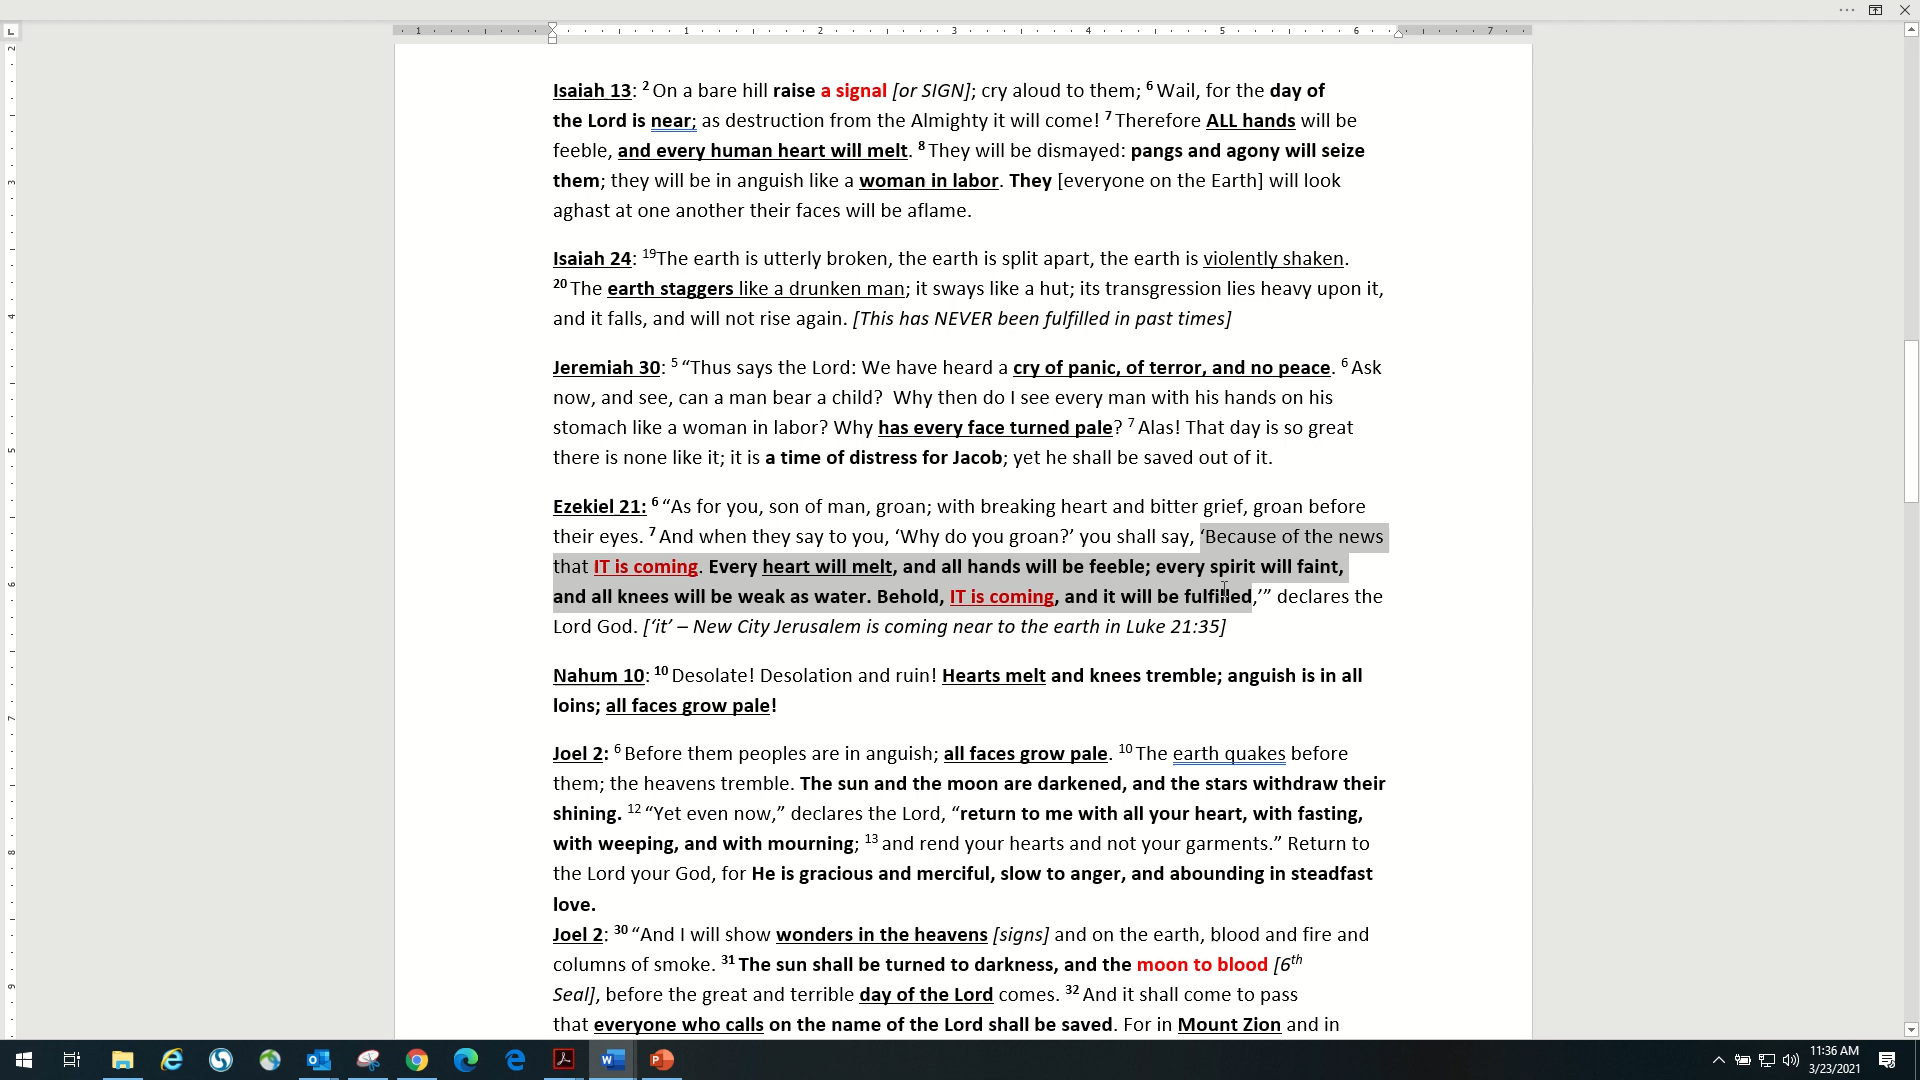 1 1 2 3 4 5 6 7
Isaiah 13: 2 On a bare hill raise a signal [or SIGN]; cry aloud to them; 6 Wail, for the day of
the Lord is near; as destruction from the Almighty it will come! 7 Therefore ALL hands will be
feeble, and every human heart will melt. 8 They will be dismayed: pangs and agony will seize
them; they will be in anguish like a woman in labor. They [everyone on the Earth] will look
aghast at one another their faces will be aflame.
Isaiah 24: 19The earth is utterly broken, the earth is split apart, the earth is violently shaken.
20 The earth staggers like a drunken man; it sways like a hut; its transgression lies heavy upon it,
and it falls, and will not rise again. [This has NEVER been fulfilled in past times]
Jeremiah 30: 5 “Thus says the Lord: We have heard a cry of panic, of terror, and no peace. 6 Ask
now, and see, can a man bear a child? Why then do I see every man with his hands on his
stomach like a woman in labor? Why has every face turned pale? 7 Alas! That day is so great
there is none like it; it is a time of distress for Jacob; yet he shall be saved out of it.
Ezekiel 21: 6 “As for you, son of man, groan; with breaking heart and bitter grief, groan before
their eyes. 7 And when they say to you, ‘Why do you groan?’ you shall say, ‘Because of the news
that IT is coming. Every heart will melt, and all hands will be feeble; every spirit will faint,
and all knees will be weak as water. Behold, IT is coming, and it will be fulfilled,’” declares the
Lord God. [‘it’ – New City Jerusalem is coming near to the earth in Luke 21:35]
Nahum 10: 10 Desolate! Desolation and ruin! Hearts melt and knees tremble; anguish is in all
loins; all faces grow pale!
Joel 2: 6 Before them peoples are in anguish; all faces grow pale. 10 The earth quakes before
them; the heavens tremble. The sun and the moon are darkened, and the stars withdraw their
shining. 12 “Yet even now,” declares the Lord, “return to me with all your heart, with fasting,
with weeping, and with mourning; 13 and rend your hearts and not your garments.” Return to
the Lord your God, for He is gracious and merciful, slow to anger, and abounding in steadfast
love.
Joel 2: 30 “And I will show wonders in the heavens [signs] and on the earth, blood and fire and
columns of smoke. 31 The sun shall be turned to darkness, and the moon to blood [6th
Seal], before the great and terrible day of the Lord comes. 32 And it shall come to pass
that everyone who calls on the name of the Lord shall be saved. For in Mount Zion and in
11:36 AM
3/23/2021